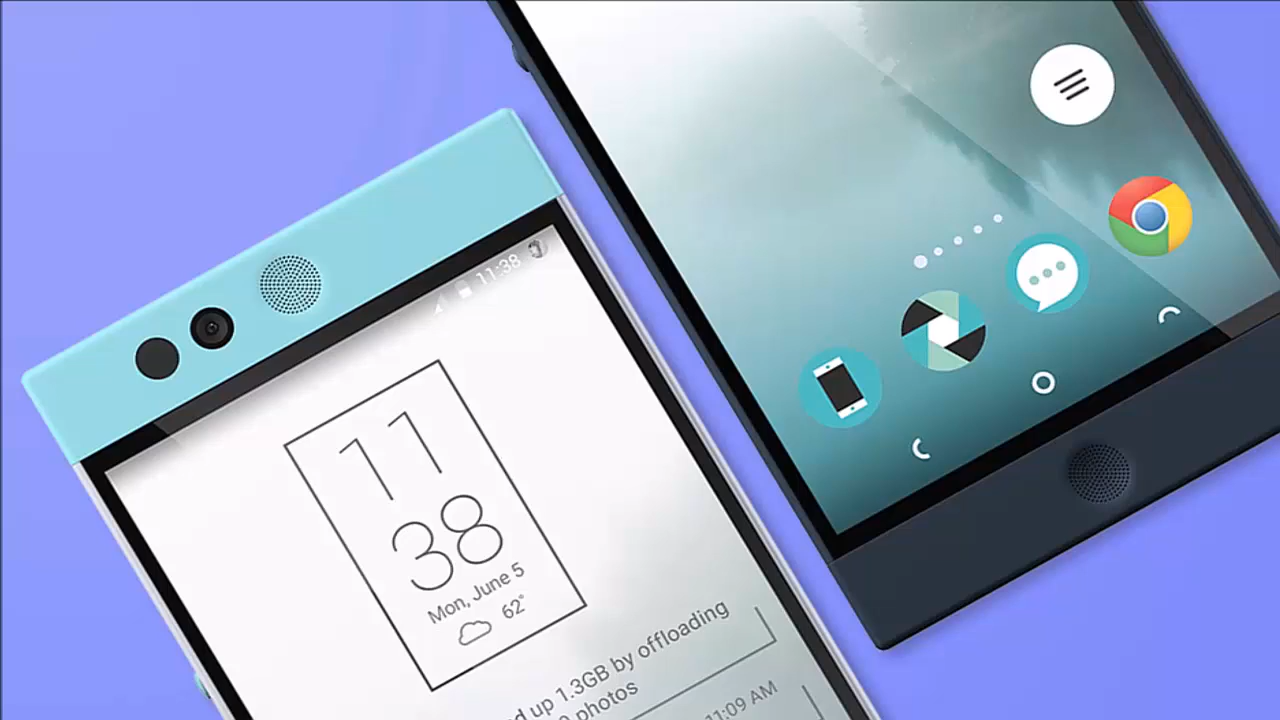 11:38
11
38
Mon, June 5
62°
d up 1.3GB by offloading
photos
11:09 AM